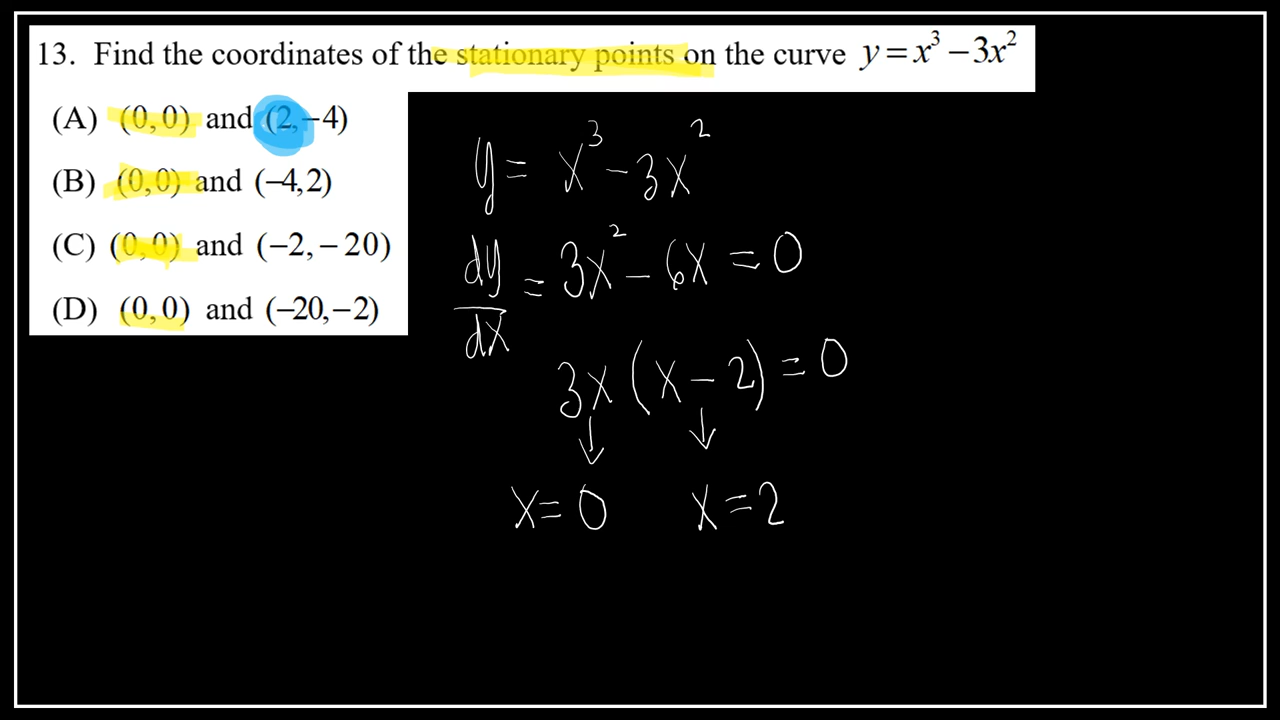 13. Find the coordinates of the stationary points on the curve y = x³ − 3x²
(A) (0,0) and (2,−4)
(B) (0,0) and (−4,2)
(C) (0,0) and (−2,−20)
(D) (0,0) and (−20,−2)
y = x³ − 3x²
dy/dx = 3x² − 6x = 0
3x(x − 2) = 0
x = 0 x = 2